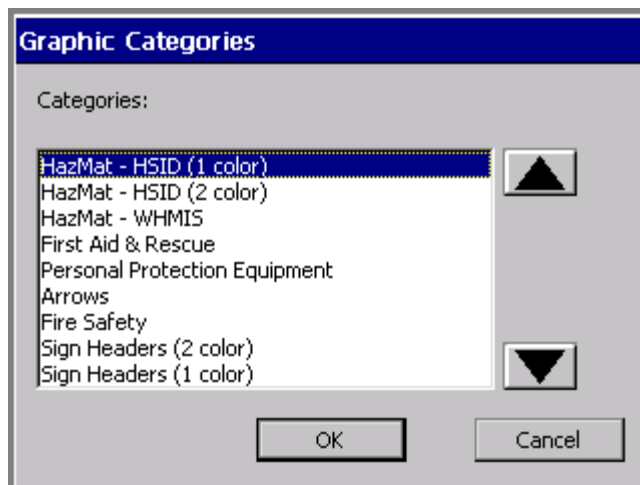 Graphic Categories
Categories:
HazMat - HSID (1 color)
HazMat - HSID (2 color)
HazMat - WHMIS
First Aid & Rescue
Personal Protection Equipment
Arrows
Fire Safety
Sign Headers (2 color)
Sign Headers (1 color)
OK
Cancel